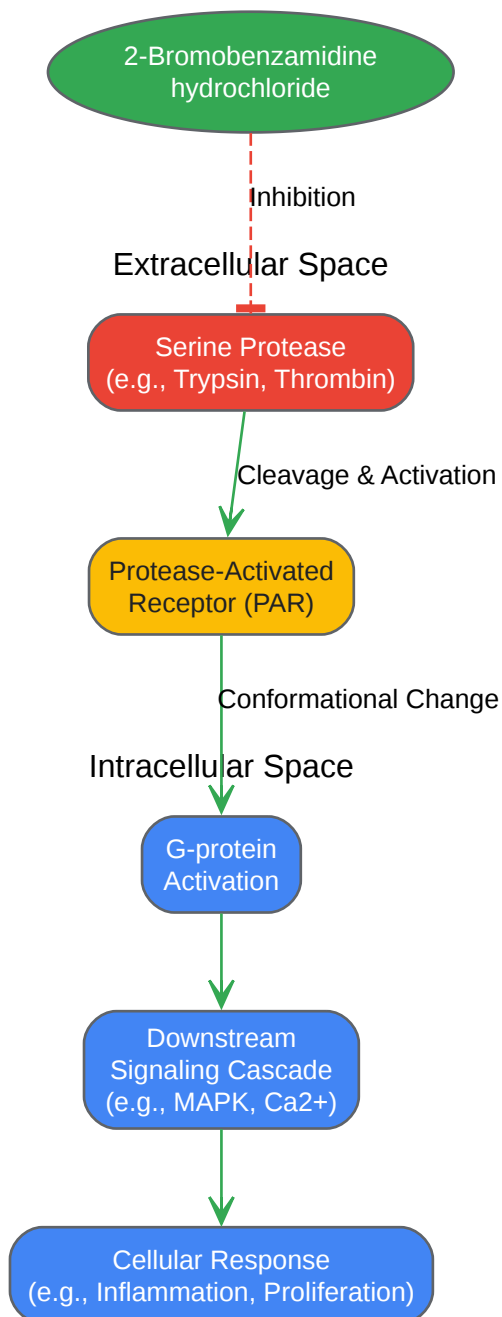 2-Bromobenzamidine
hydrochloride
Inhibition
Extracellular Space
Serine Protease
(e.g., Trypsin, Thrombin)
Cleavage & Activation
Protease-Activated
Receptor (PAR)
Conformational Change
Intracellular Space
G-protein
Activation
Downstream
Signaling Cascade
(e.g., MAPK, Ca2+)
Cellular Response
(e.g., Inflammation, Proliferation)